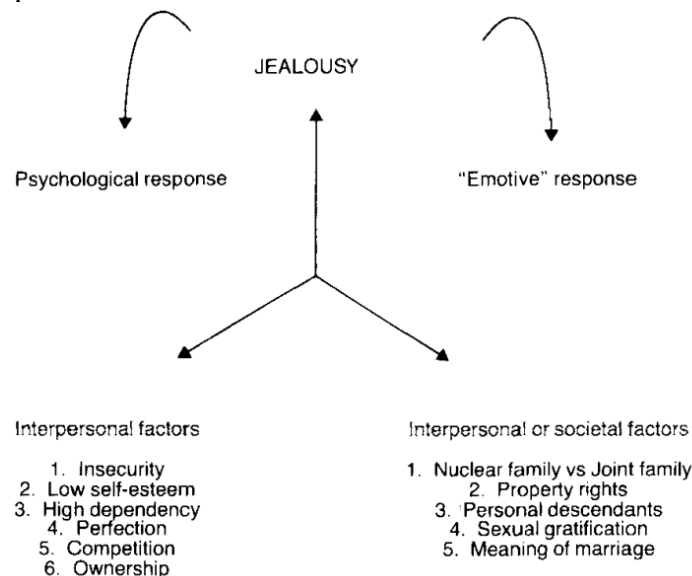 JEALOUSY
Psychological response
"Emotive" response
Interpersonal factors
1. Insecurity
2. Low self-esteem
3. High dependency
4. Perfection
5. Competition
6. Ownership
Interpersonal or societal factors
1. Nuclear family vs Joint family
2. Property rights
3. Personal descendants
4. Sexual gratification
5. Meaning of marriage